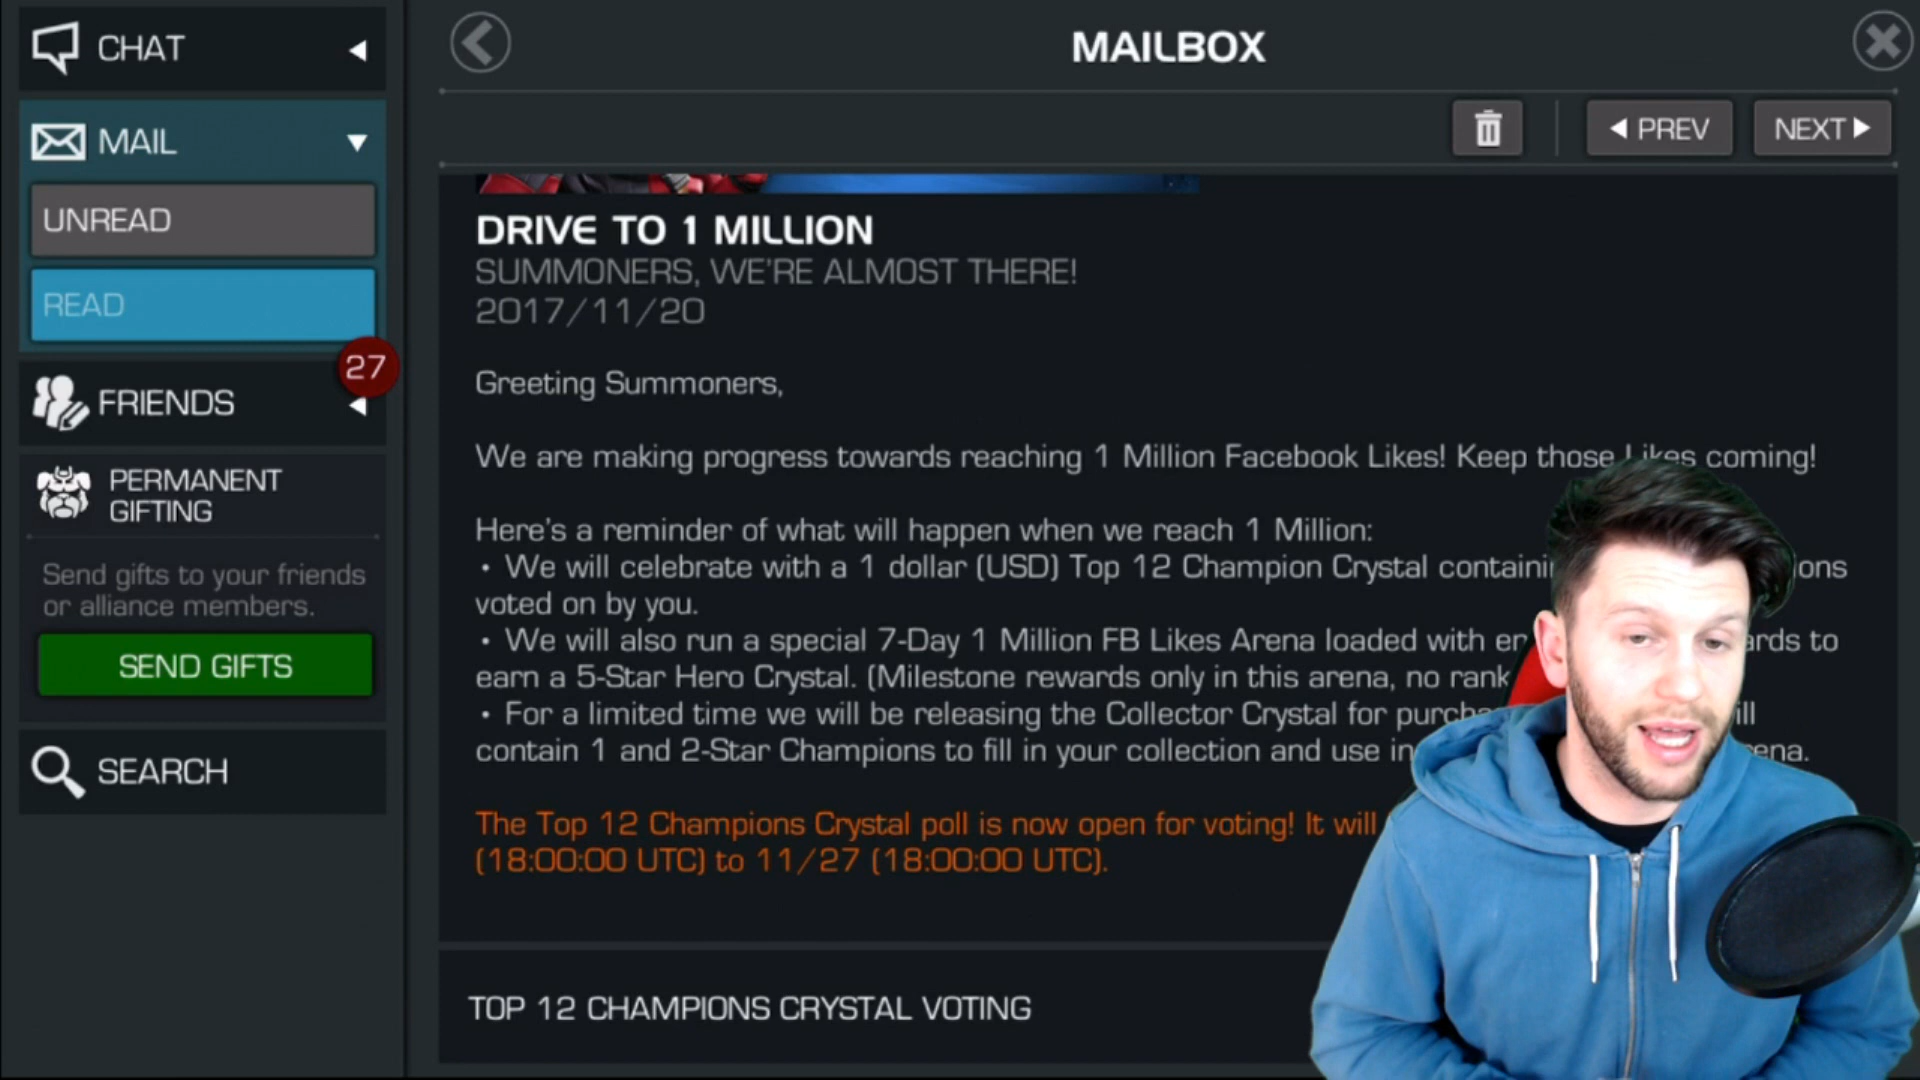 CHAT
MAILBOX
MAIL
PREV
NEXT
UNREAD
READ
27
FRIENDS
PERMANENT
GIFTING
Send gifts to your friends
or alliance members.
SEND GIFTS
SEARCH
DRIVE TO 1 MILLION
SUMMONERS, WE'RE ALMOST THERE!
2017/11/20
Greeting Summoners,
We are making progress towards reaching 1 Million Facebook Likes! Keep those Likes coming!
Here's a reminder of what will happen when we reach 1 Million:
• We will celebrate with a 1 dollar (USD) Top 12 Champion Crystal
voted on by you.
• We will also run a special 7-Day 1 Million FB Likes Arena loaded with to
earn a 5-Star Hero Crystal. (Milestone rewards only in this arena, no
• For a limited time we will be releasing the Collector Crystal for
contain 1 and 2-Star Champions to fill in your collection and use
The Top 12 Champions Crystal poll is now open for voting! It will
(18:00:00 UTC) to 11/27 (18:00:00 UTC).
TOP 12 CHAMPIONS CRYSTAL VOTING